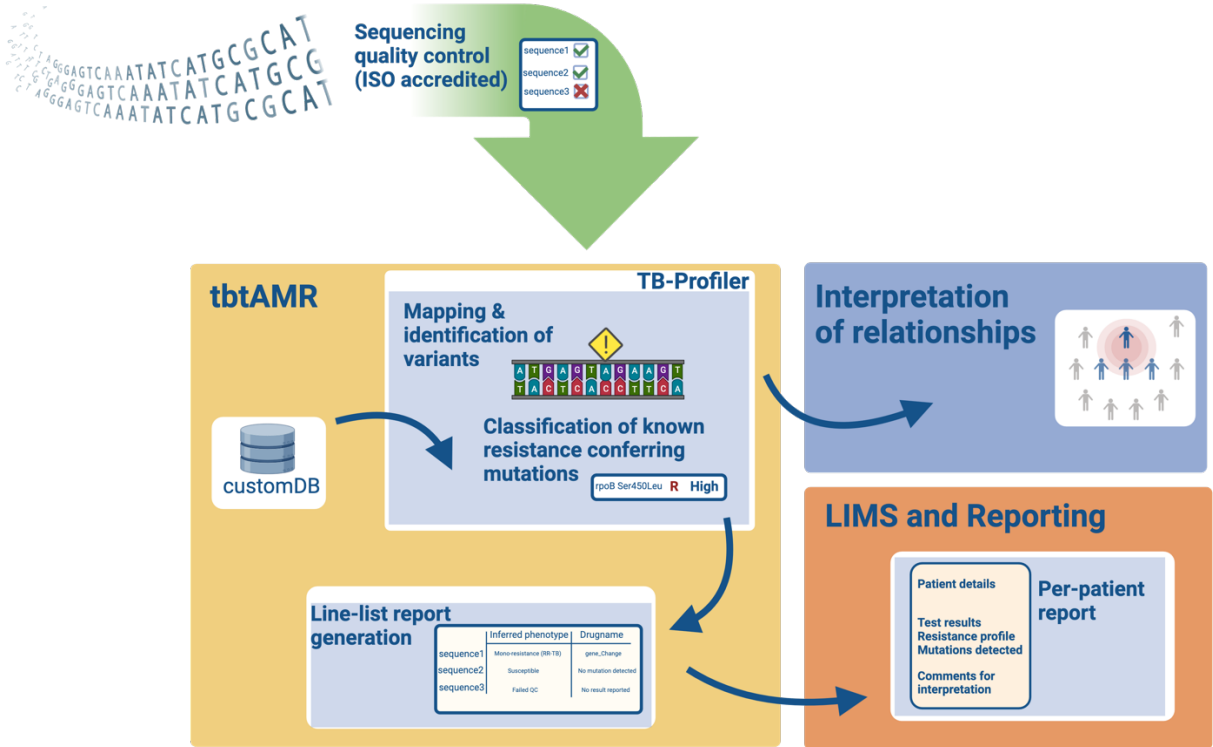 AGGGAGTCAAATATCATGCGCAT
AGGGAGTCAAATATCATGCG
AGGGAGTCAAATATCATGCGCAT
Sequencing
quality control
(ISO accredited)
sequence1
sequence2
sequence3
tbtAMR
TB-Profiler
Mapping &
identification of
variants
A T G A G T A G A A G T
T A C T C A C C T T C A
Classification of known
resistance conferring
mutations
rpoB Ser450Leu R High
customDB
Line-list report
generation
Inferred phenotype Drugname
sequence1 Mono-resistance (RR-TB) gene_Change
sequence2 Susceptible No mutation detected
sequence3 Failed QC No result reported
Interpretation
of relationships
LIMS and Reporting
Patient details
Test results
Resistance profile
Mutations detected
Comments for
interpretation
Per-patient
report